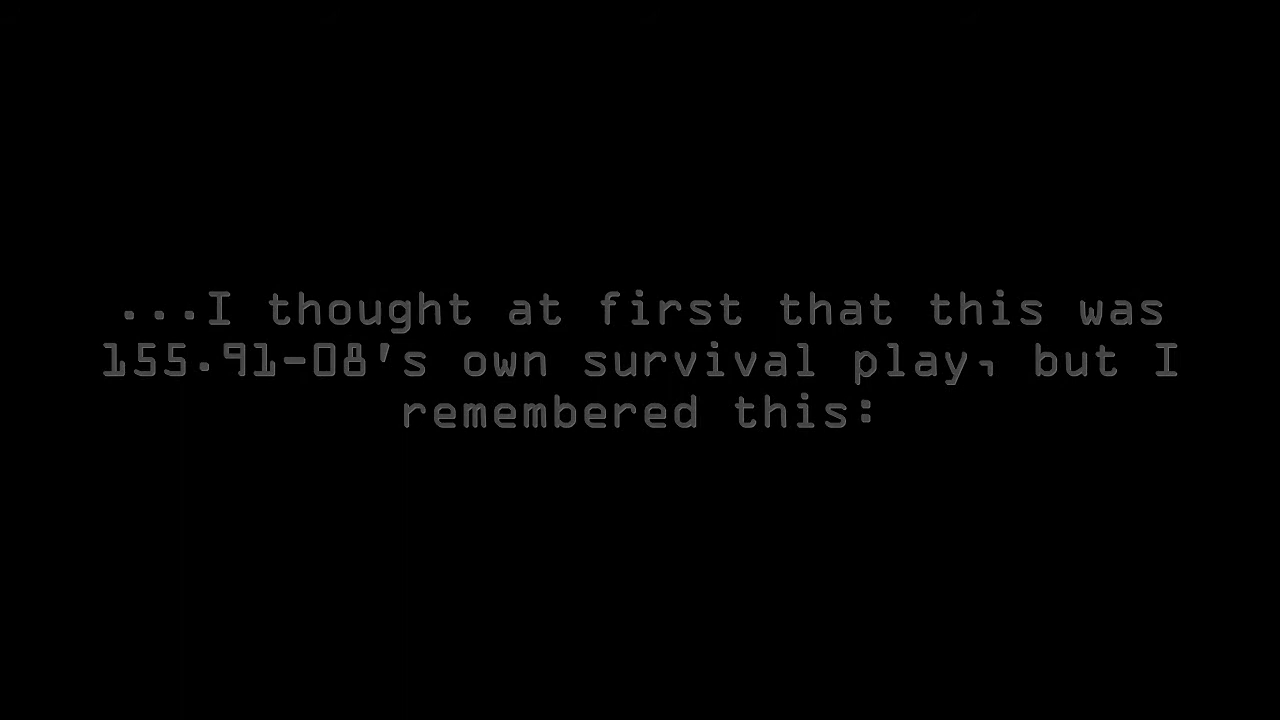 ...I thought at first that this was
155.91-08's own survival play, but I
remembered this: